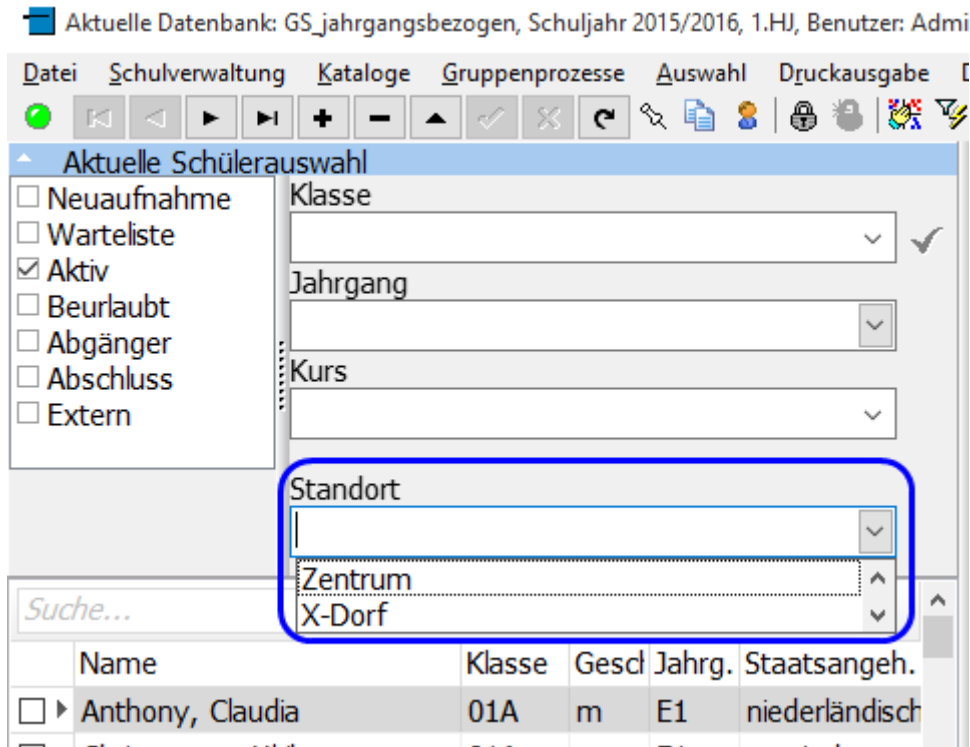 Aktuelle Datenbank: GS_jahrgangsbezogen, Schuljahr 2015/2016, 1.HJ, Benutzer: Admi
Datei Schulverwaltung Kataloge Gruppenprozesse Auswahl Druckausgabe D
Aktuelle Schülerauswahl
Neuaufnahme
Warteliste
Aktiv
Beurlaubt
Abgänger
Abschluss
Extern
Klasse
Jahrgang
Kurs
Standort
Zentrum
X-Dorf
Suche...
Name Klasse Gescl Jahrg. Staatsangeh.
Anthony, Claudia 01A m E1 niederländisch